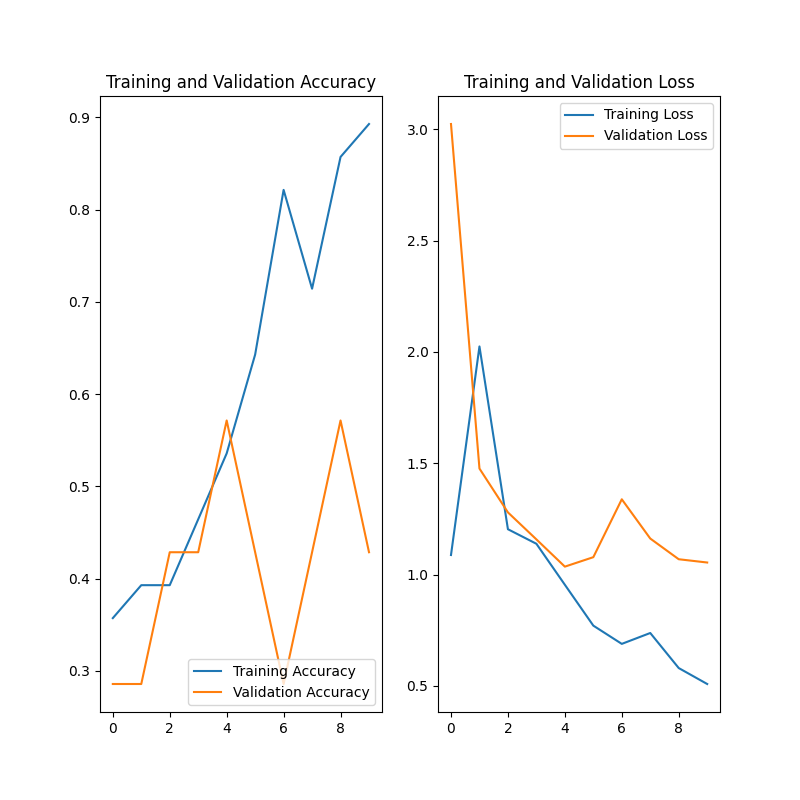 Training and Validation Accuracy
0.9
0.8
0.7
0.6
0.5
0.4
0.3
0 2 4 6 8
Training Accuracy
Validation Accuracy
Training and Validation Loss
3.0
2.5
2.0
1.5
1.0
0.5
0 2 4 6 8
Training Loss
Validation Loss